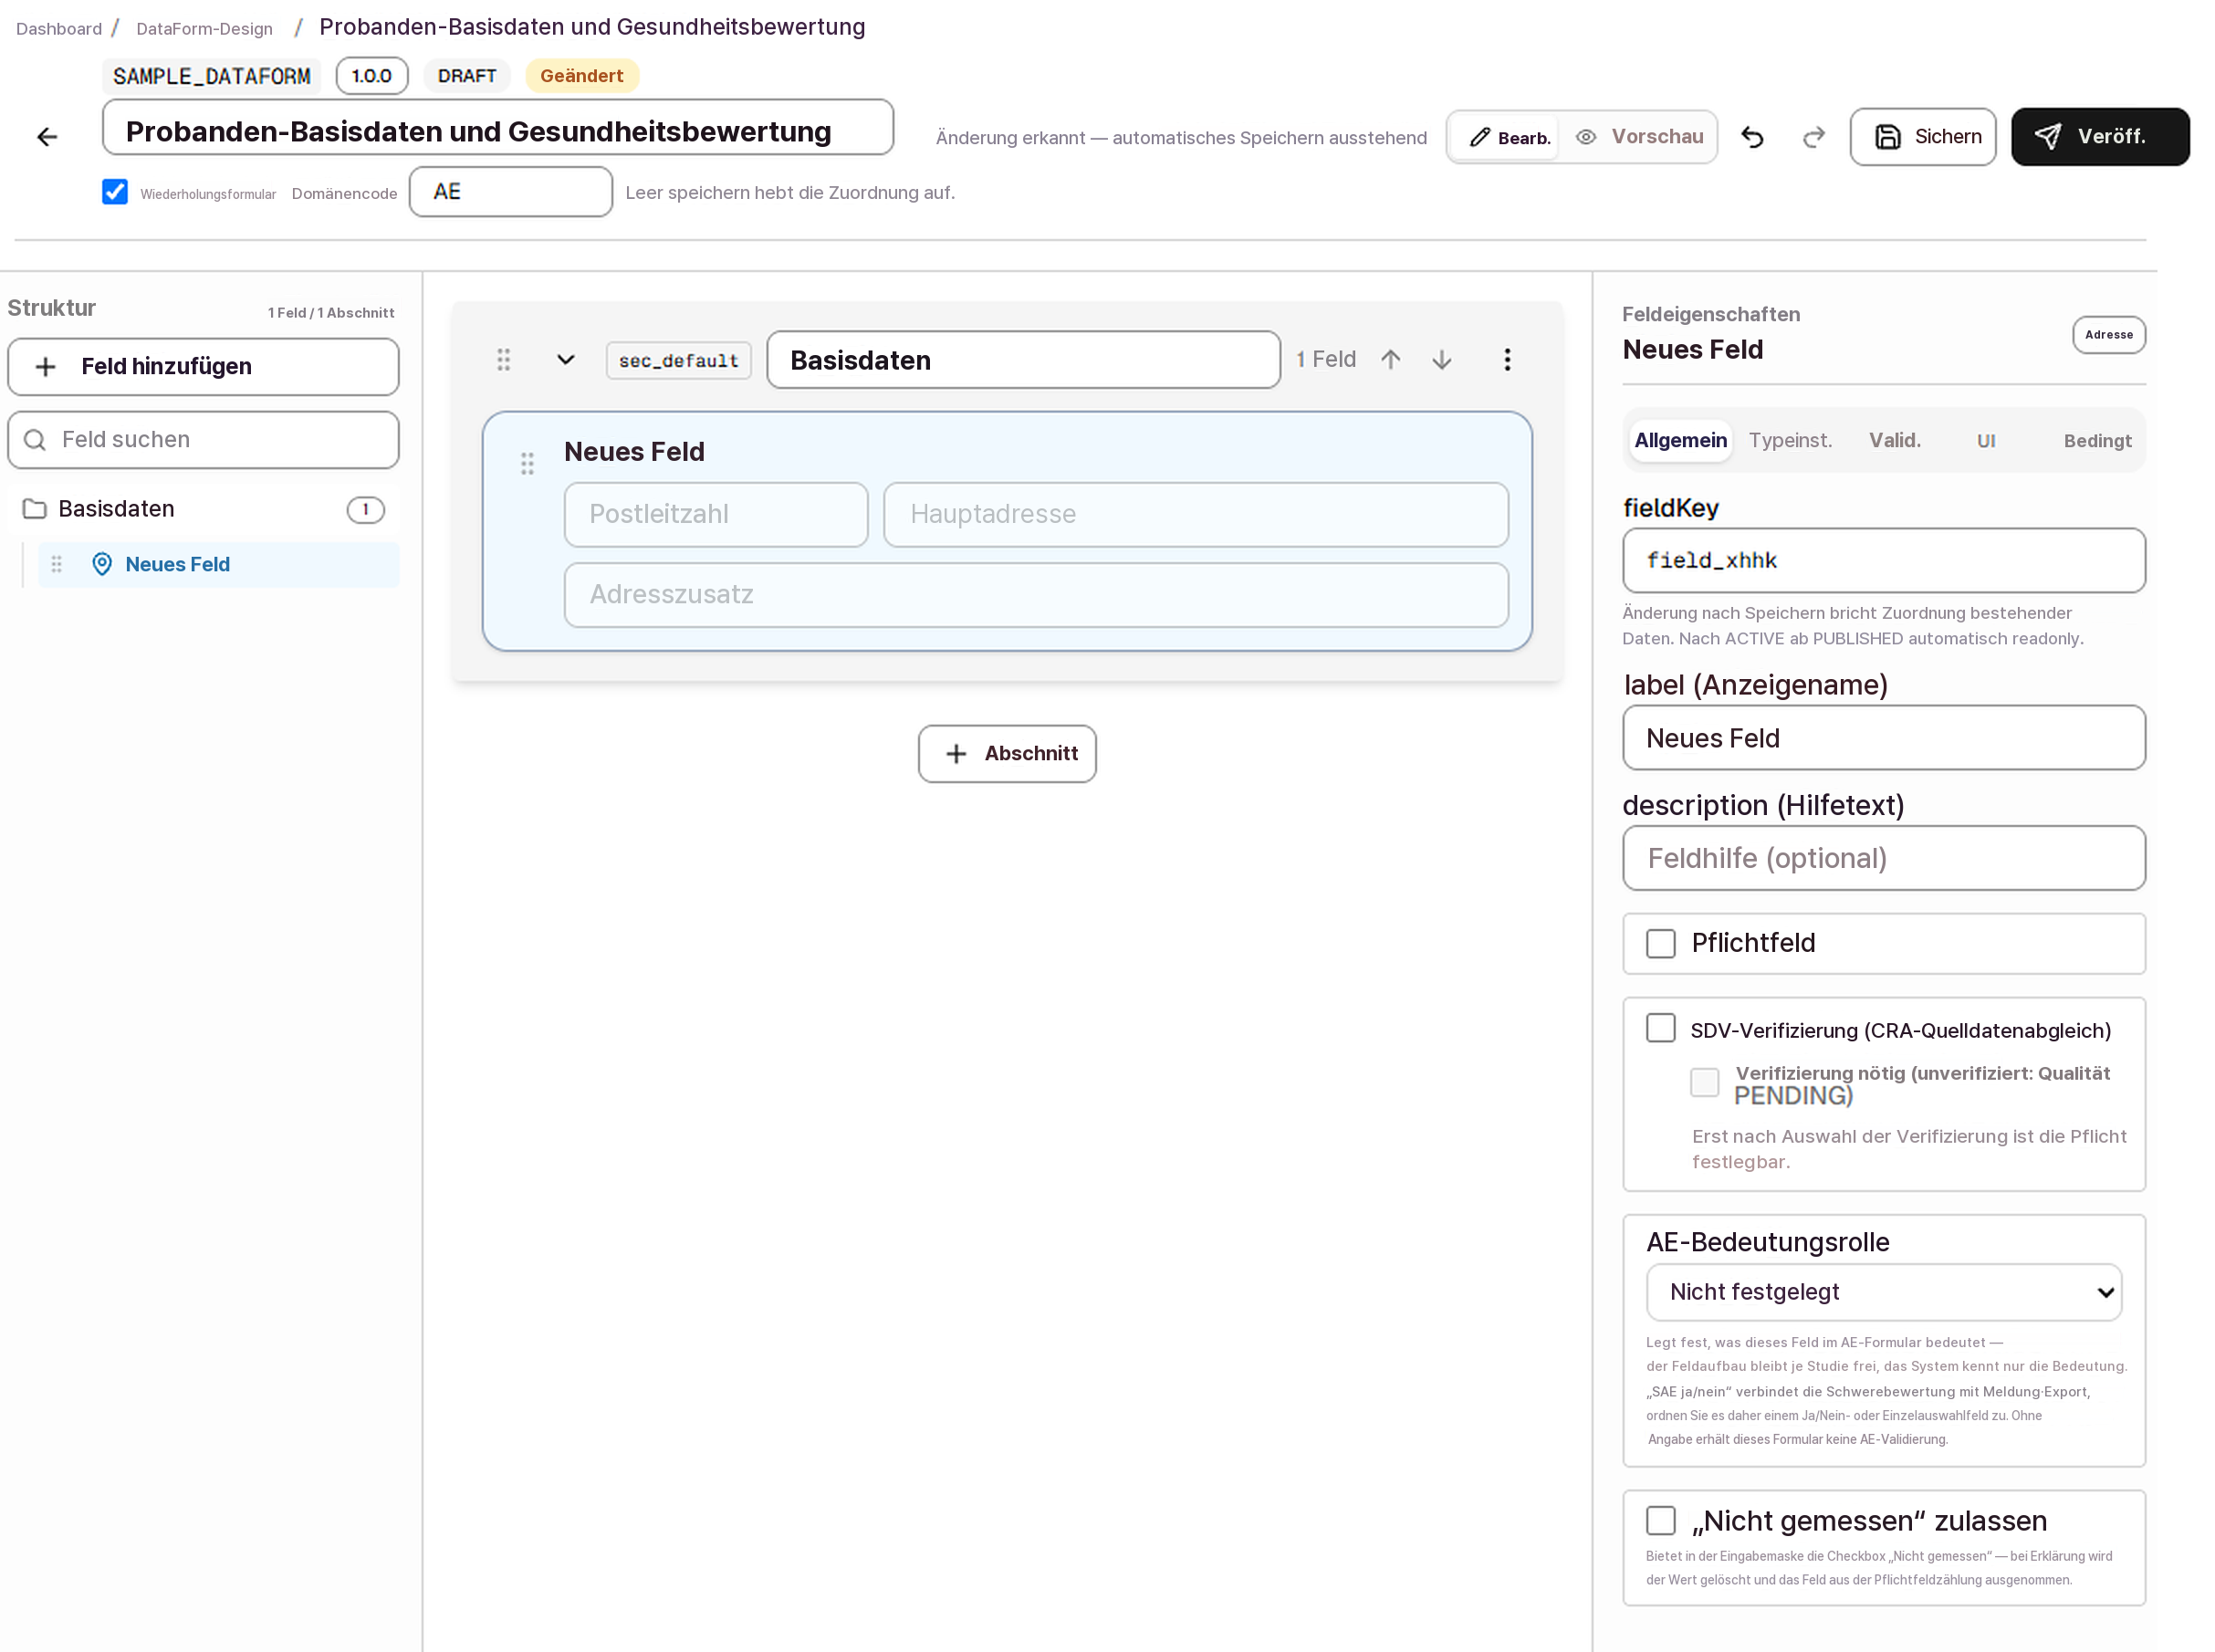 Dashboard / DataForm-Design / Probanden-Basisdaten und Gesundheitsbewertung
SAMPLE_DATAFORM 1.0.0 DRAFT Geändert
Probanden-Basisdaten und Gesundheitsbewertung
Änderung erkannt — automatisches Speichern ausstehend
Bearb. Vorschau
Sichern
Veröff.
Wiederholungsformular Domänencode AE Leer speichern hebt die Zuordnung auf.
Struktur 1 Feld / 1 Abschnitt
Feld hinzufügen
Feld suchen
Basisdaten 1
Neues Feld
sec_default Basisdaten 1 Feld
Neues Feld
Postleitzahl Hauptadresse
Adresszusatz
Abschnitt
Feldeigenschaften
Neues Feld
Adresse
Allgemein Typeinst. Valid. UI Bedingt
fieldKey
field_xhhk
Änderung nach Speichern bricht Zuordnung bestehender
Daten. Nach ACTIVE ab PUBLISHED automatisch readonly.
label (Anzeigename)
Neues Feld
description (Hilfetext)
Feldhilfe (optional)
Pflichtfeld
SDV-Verifizierung (CRA-Quelldatenabgleich)
Verifizierung nötig (unverifiziert: Qualität
PENDING)
Erst nach Auswahl der Verifizierung ist die Pflicht
festlegbar.
AE-Bedeutungsrolle
Nicht festgelegt
Legt fest, was dieses Feld im AE-Formular bedeutet —
der Feldaufbau bleibt je Studie frei, das System kennt nur die Bedeutung.
„SAE ja/nein“ verbindet die Schwerebewertung mit Meldung·Export,
ordnen Sie es daher einem Ja/Nein- oder Einzelauswahlfeld zu. Ohne
Angabe erhält dieses Formular keine AE-Validierung.
„Nicht gemessen“ zulassen
Bietet in der Eingabemaske die Checkbox „Nicht gemessen“ — bei Erklärung wird
der Wert gelöscht und das Feld aus der Pflichtfeldzählung ausgenommen.